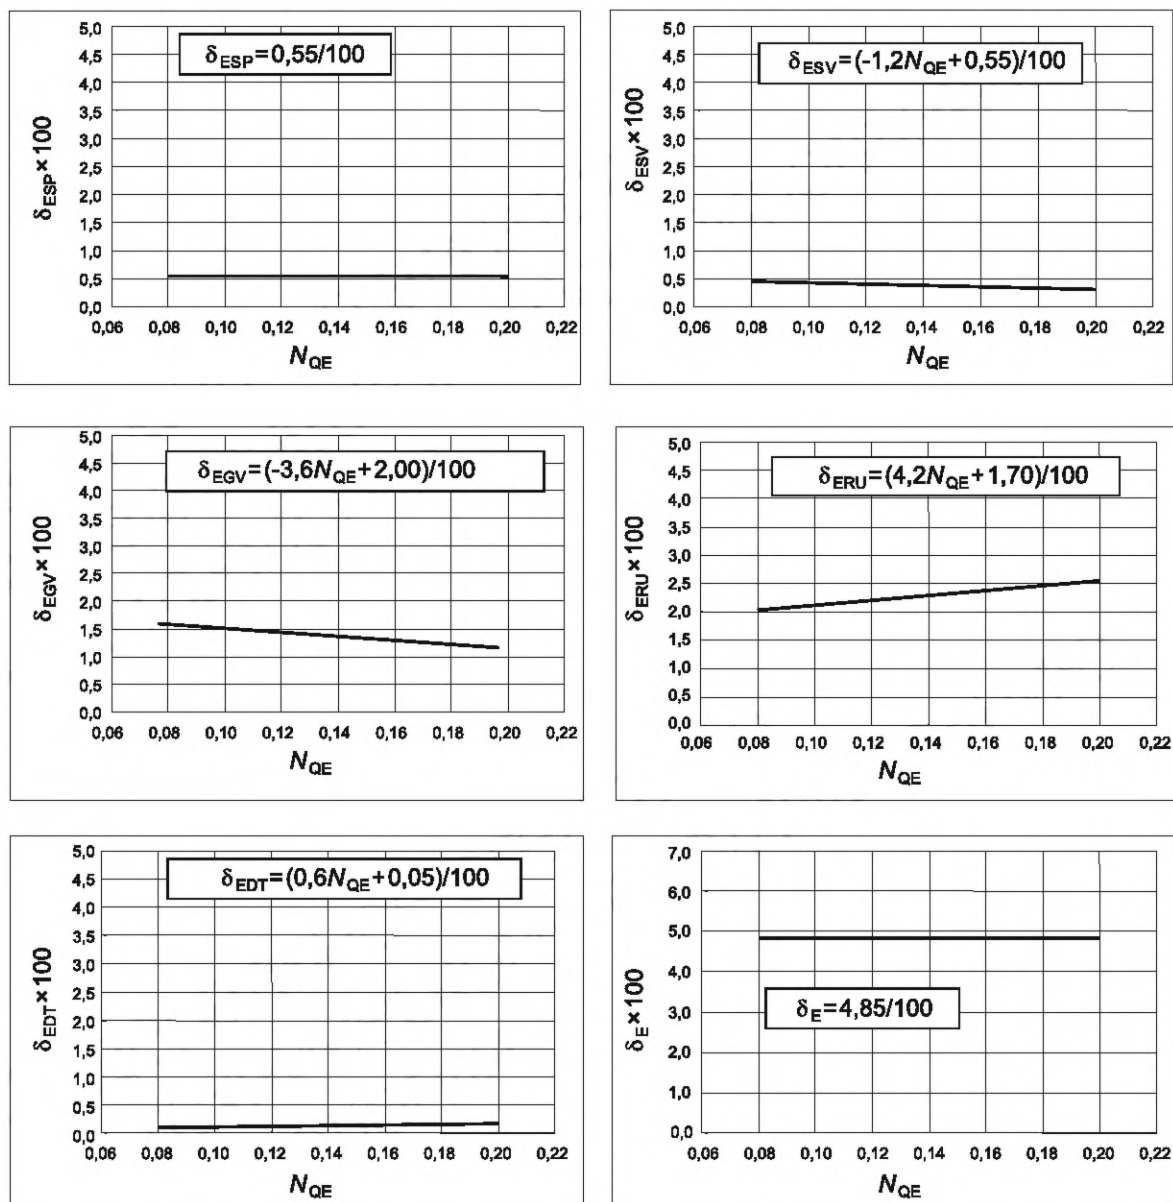 δESP=0,55/100
5,0
4,5
4,0
3,5
3,0
2,5
2,0
1,5
1,0
0,5
0,0
δESP×100
0,06 0,08 0,10 0,12 0,14 0,16 0,18 0,20 0,22
NQE
δESV=(-1,2NQE+0,55)/100
5,0
4,5
4,0
3,5
3,0
2,5
2,0
1,5
1,0
0,5
0,0
δESV×100
0,06 0,08 0,10 0,12 0,14 0,16 0,18 0,20 0,22
NQE
δEGV=(-3,6NQE+2,00)/100
5,0
4,5
4,0
3,5
3,0
2,5
2,0
1,5
1,0
0,5
0,0
δEGV×100
0,06 0,08 0,10 0,12 0,14 0,16 0,18 0,20 0,22
NQE
δERU=(4,2NQE+1,70)/100
5,0
4,5
4,0
3,5
3,0
2,5
2,0
1,5
1,0
0,5
0,0
δERU×100
0,06 0,08 0,10 0,12 0,14 0,16 0,18 0,20 0,22
NQE
δEDT=(0,6NQE+0,05)/100
5,0
4,5
4,0
3,5
3,0
2,5
2,0
1,5
1,0
0,5
0,0
δEDT×100
0,06 0,08 0,10 0,12 0,14 0,16 0,18 0,20 0,22
NQE
7,0
6,0
5,0
4,0
3,0
2,0
1,0
0,0
δE×100
δE=4,85/100
0,06 0,08 0,10 0,12 0,14 0,16 0,18 0,20 0,22
NQE